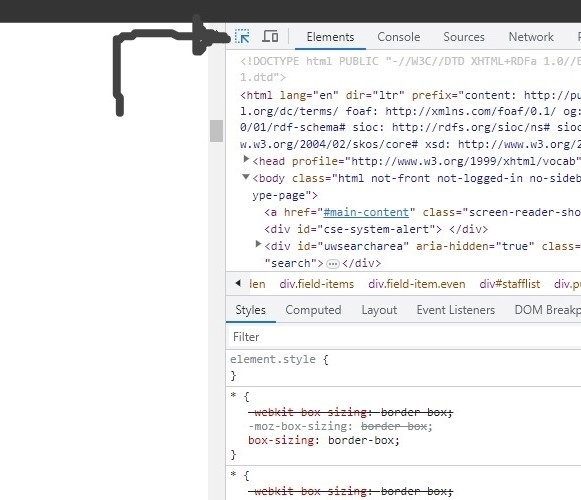 Elements Console Sources Network
<!DOCTYPE html PUBLIC "-//W3C//DTD XHTML+RDFa 1.0//E
1.dtd">
<html lang="en" dir="ltr" prefix="content: http://pu
l.org/dc/terms/ foaf: http://xmlns.com/foaf/0.1/ og:
0/01/rdf-schema# sioc: http://rdfs.org/sioc/ns# sioc
w.w3.org/2004/02/skos/core# xsd: http://www.w3.org/2
<head profile="http://www.w3.org/1999/xhtml/vocab"
<body class="html not-front not-logged-in no-sideb
ype-page">
<a href="#main-content" class="screen-reader-sho
<div id="cse-system-alert"> </div>
<div id="uwsearcharea" aria-hidden="true" class=
"search">…</div>
len div.field-items div.field-item.even div#stafflist div.pu
Styles Computed Layout Event Listeners DOM Breakp
Filter
element.style {
}
* {
-webkit-box-sizing: border-box;
-moz-box-sizing: border-box;
box-sizing: border-box;
}
* {
-webkit-box-sizing: border-box;